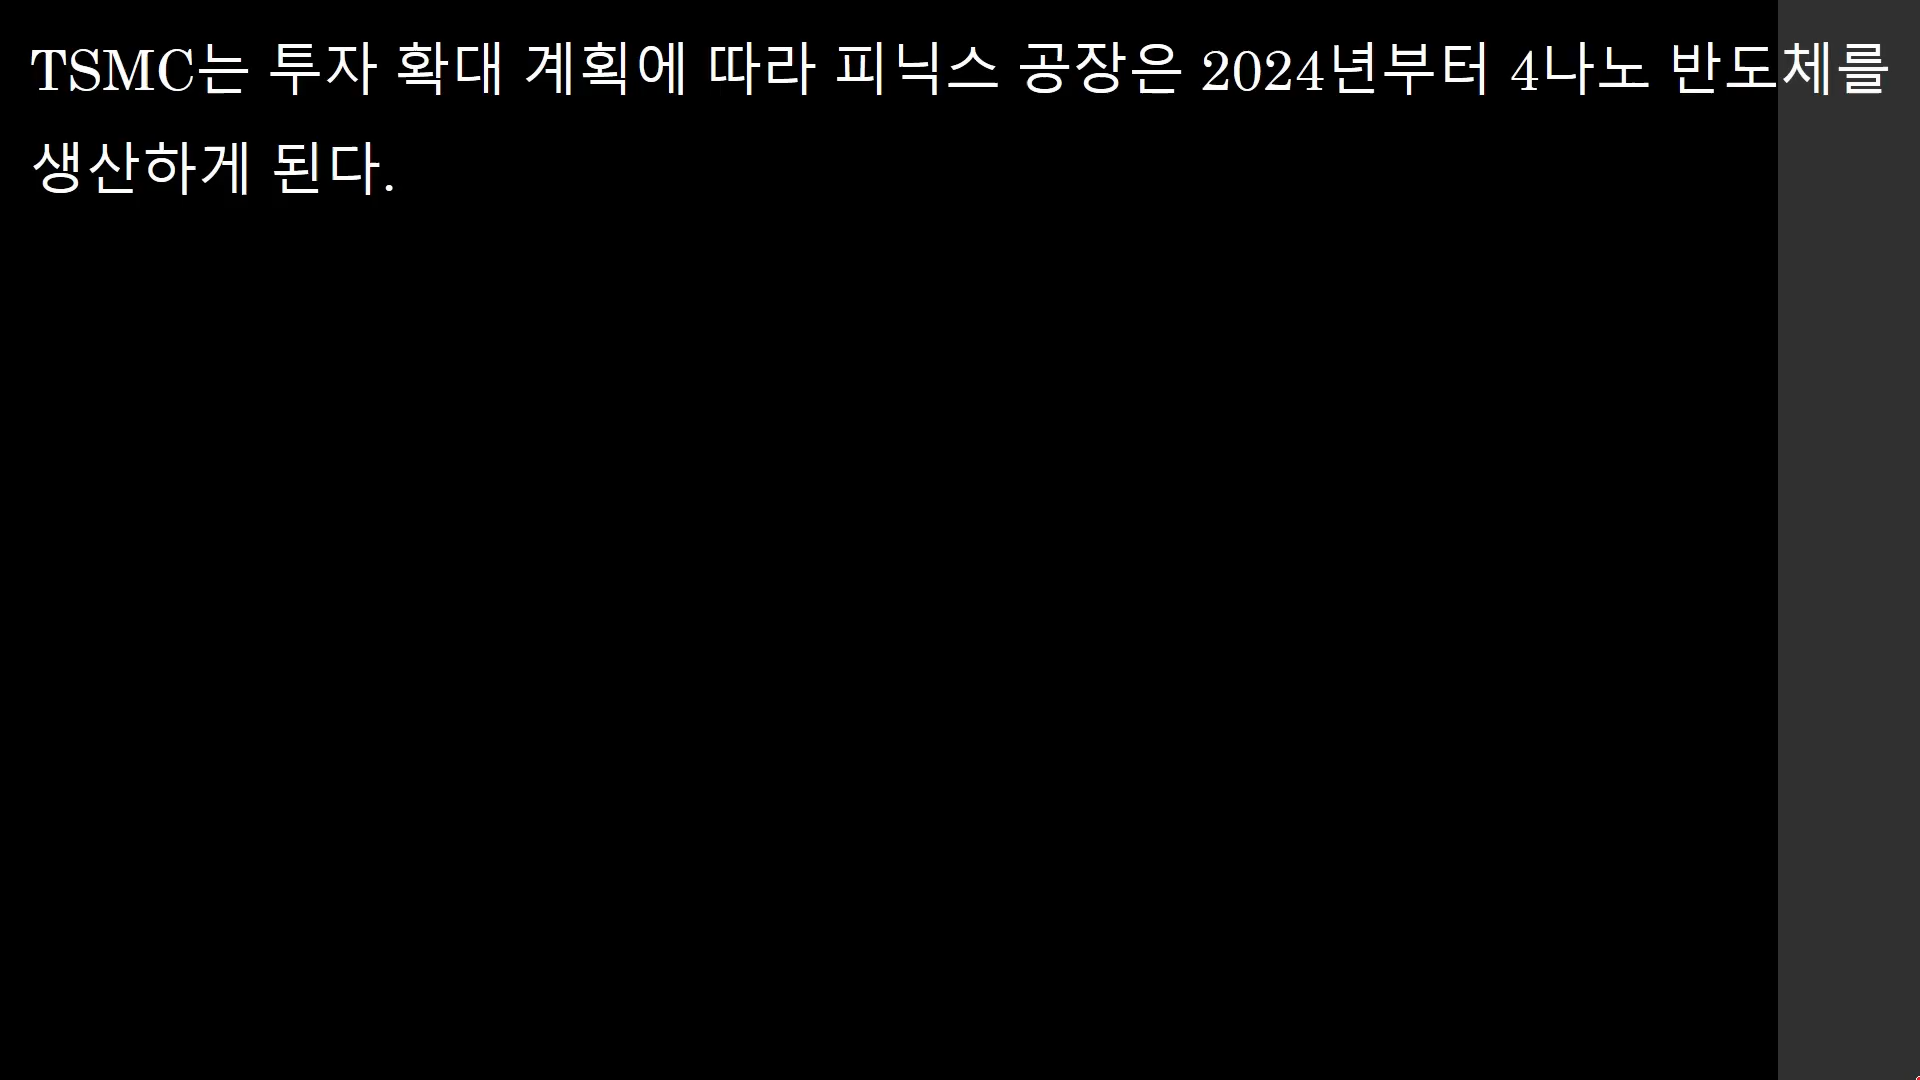 TSMC는 투자 확대 계획에 따라 피닉스 공장은 2024년부터 4나노 반도체를
생산하게 된다.